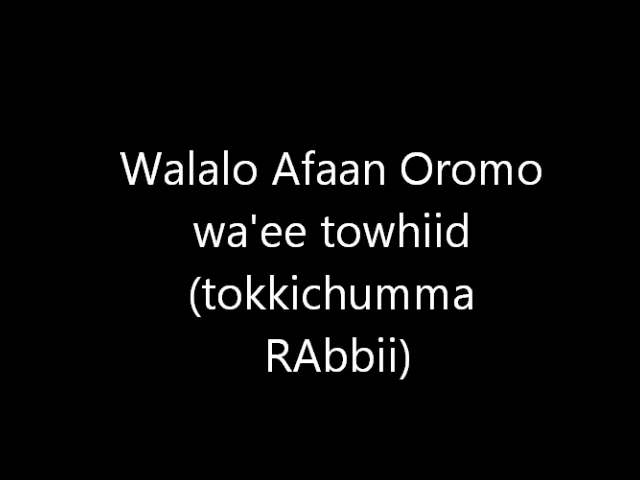 Walalo Afaan Oromo
wa'ee towhiid
(tokkichumma
RAbbii)